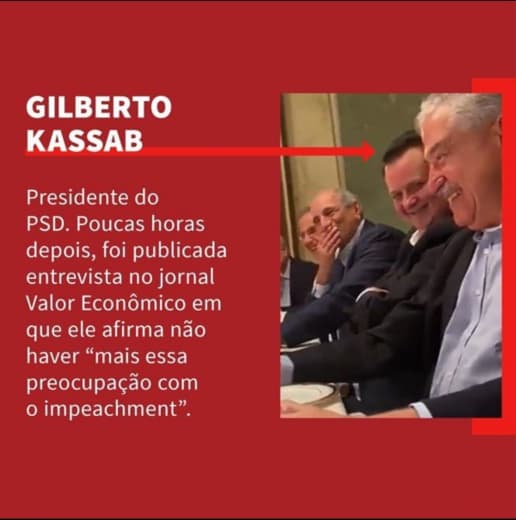 GILBERTO
KASSAB
Presidente do
PSD. Poucas horas
depois, foi publicada
entrevista no jornal
Valor Econômico em
que ele afirma não
haver “mais essa
preocupação com
o impeachment”.